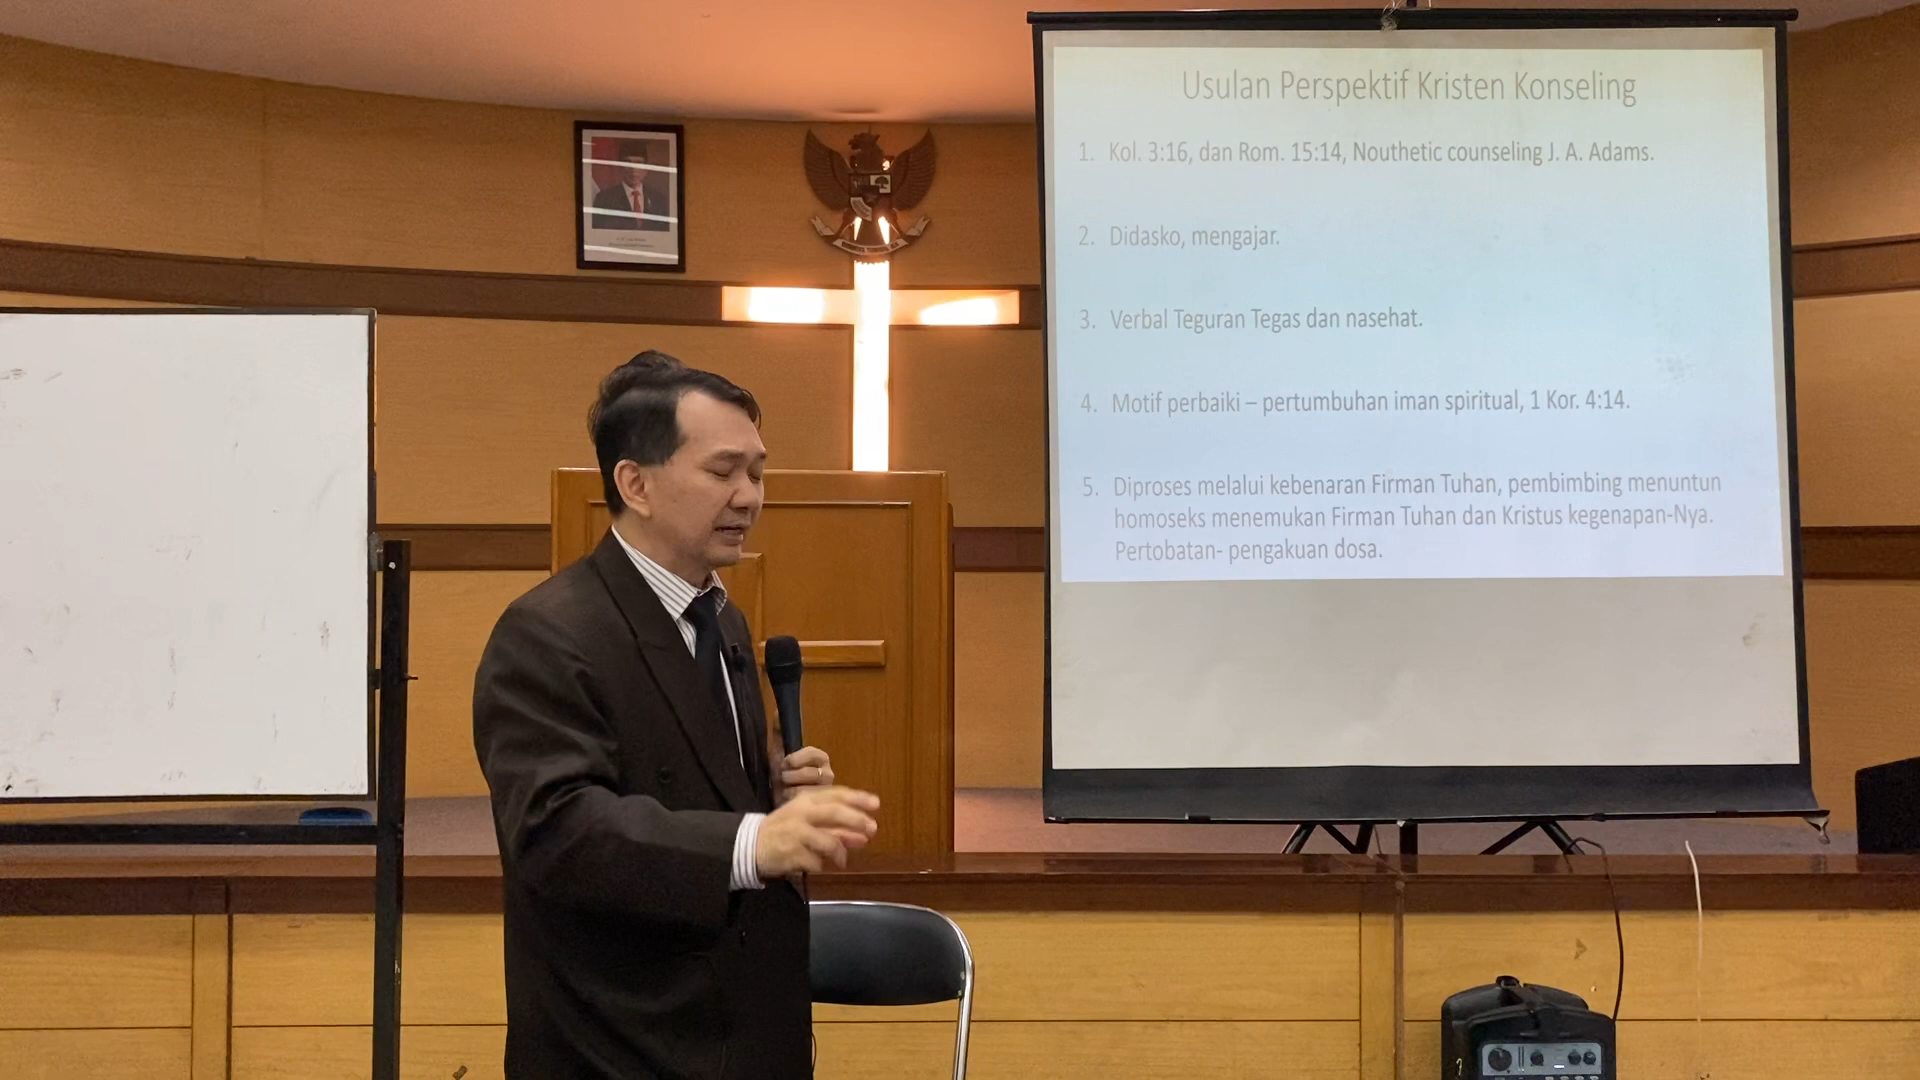 Usulan Perspektif Kristen Konseling
1. Kol. 3:16, dan Rom. 15:14, Nouthetic counseling J. A. Adams.
2. Didasko, mengajar.
3. Verbal Teguran Tegas dan nasehat.
4. Motif perbaiki – pertumbuhan iman spiritual, 1 Kor. 4:14.
5. Diproses melalui kebenaran Firman Tuhan, pembimbing menuntun
homoseks menemukan Firman Tuhan dan Kristus kegenapan-Nya.
Pertobatan- pengakuan dosa.